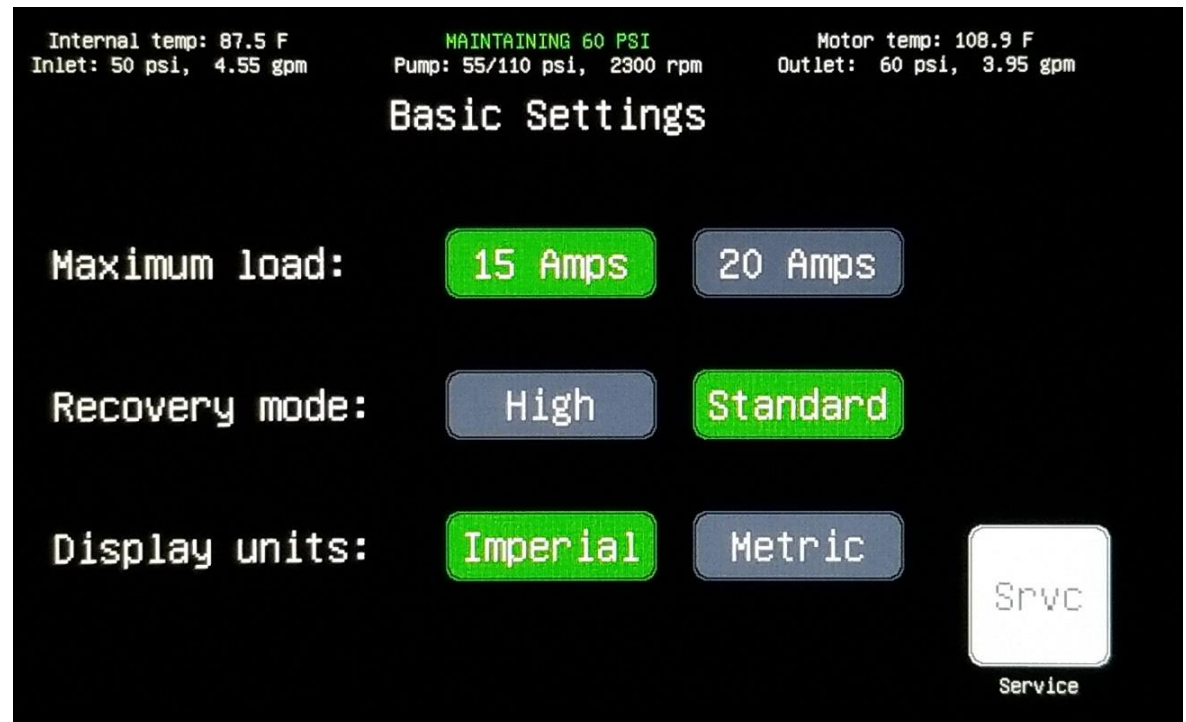 Internal temp: 87.5 F
MAINTAINING 60 PSI
Motor temp: 108.9 F
Inlet: 50 psi, 4.55 gpm
Pump: 55/110 psi, 2300 rpm
Outlet: 60 psi, 3.95 gpm
Basic Settings
Maximum load: 15 Amps 20 Amps
Recovery mode: High Standard
Display units: Imperial Metric
Srvc
Service